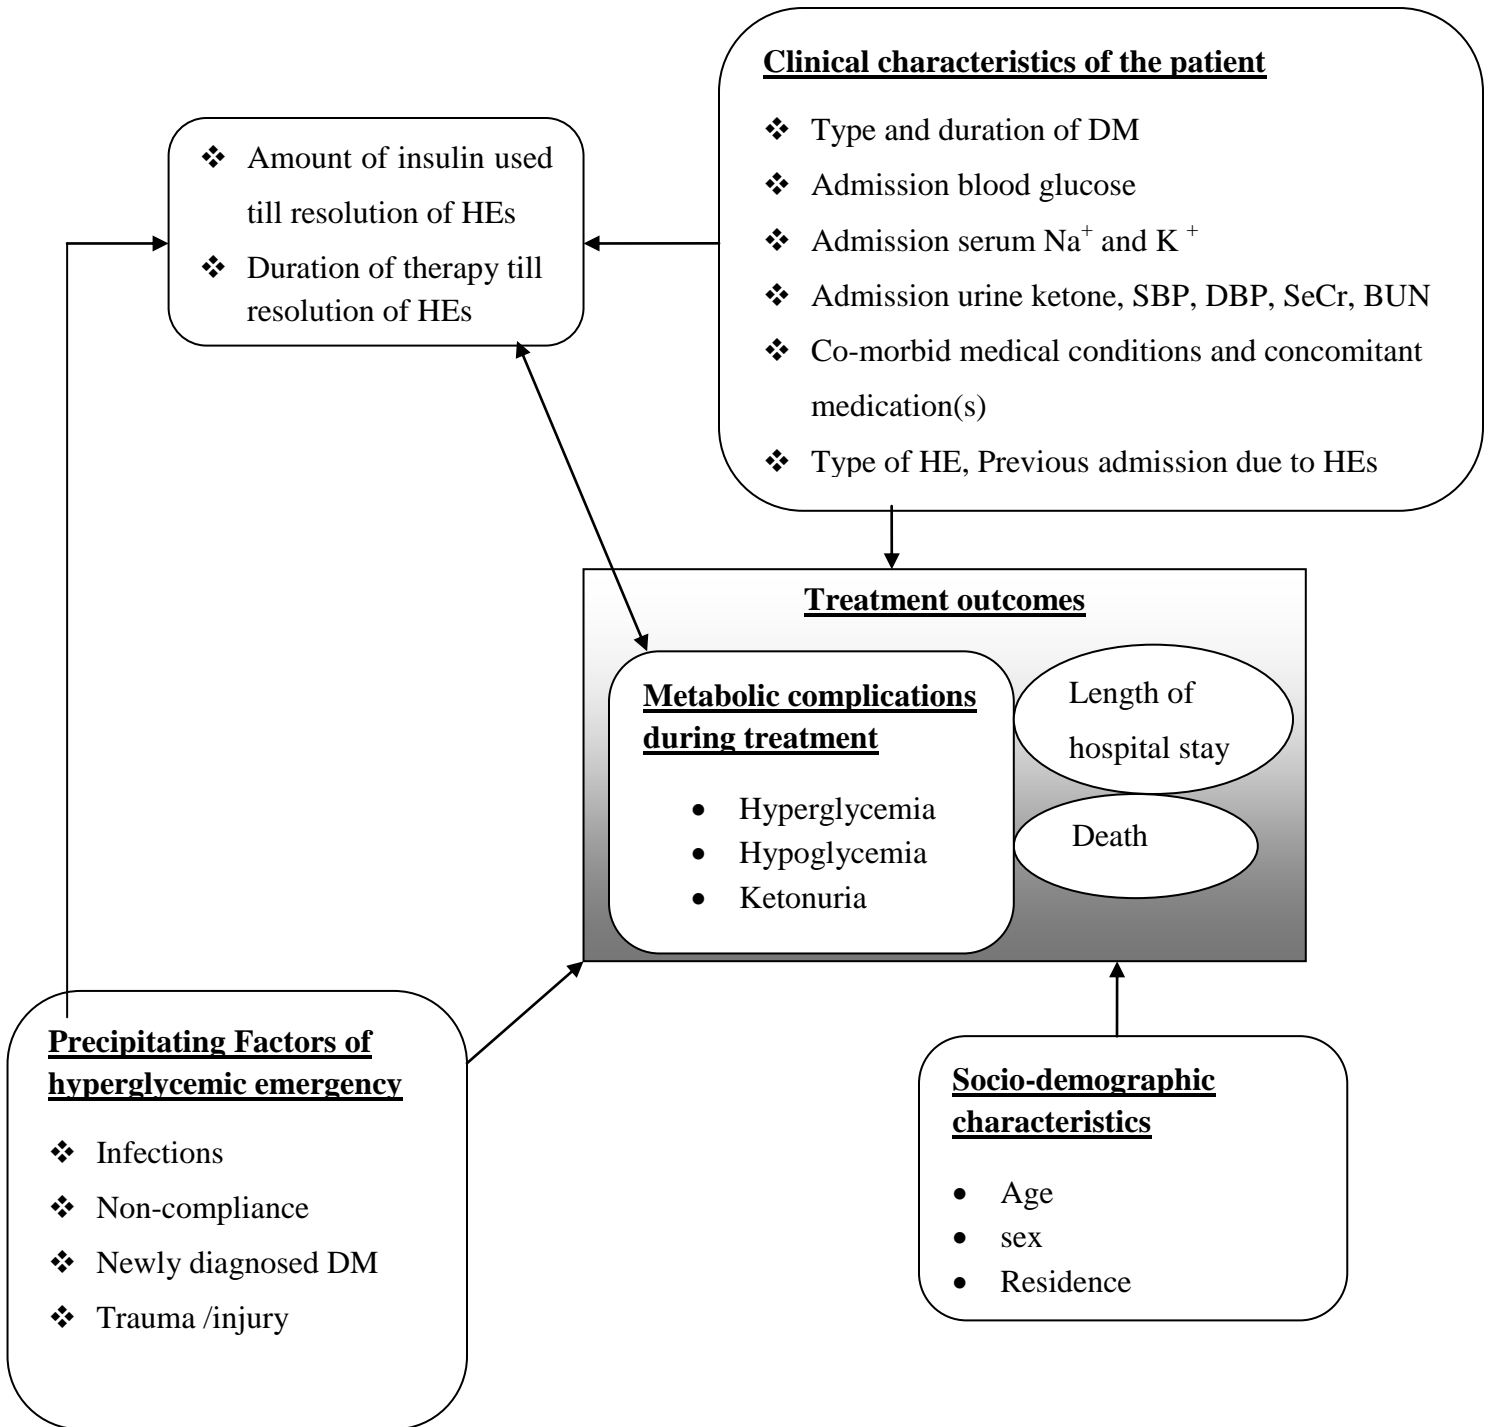 Clinical characteristics of the patient
❖ Type and duration of DM
❖ Admission blood glucose
❖ Admission serum Na⁺ and K ⁺
❖ Admission urine ketone, SBP, DBP, SeCr, BUN
❖ Co-morbid medical conditions and concomitant
medication(s)
❖ Type of HE, Previous admission due to HEs
❖ Amount of insulin used
till resolution of HEs
❖ Duration of therapy till
resolution of HEs
Treatment outcomes
Metabolic complications
during treatment
• Hyperglycemia
• Hypoglycemia
• Ketonuria
Length of
hospital stay
Death
Precipitating Factors of
hyperglycemic emergency
❖ Infections
❖ Non-compliance
❖ Newly diagnosed DM
❖ Trauma /injury
Socio-demographic
characteristics
• Age
• sex
• Residence